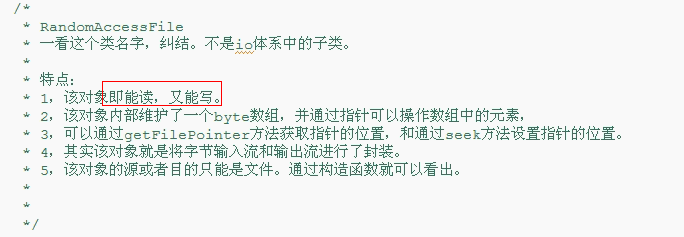 /*
* RandomAccessFile
* 一看这个类名字，纠结。不是io体系中的子类。
*
* 特点：
* 1，该对象即能读，又能写。
* 2，该对象内部维护了一个byte数组，并通过指针可以操作数组中的元素，
* 3，可以通过getFilePointer方法获取指针的位置，和通过seek方法设置指针的位置。
* 4，其实该对象就是将字节输入流和输出流进行了封装。
* 5，该对象的源或者目的只能是文件。通过构造函数就可以看出。
*
*
*/